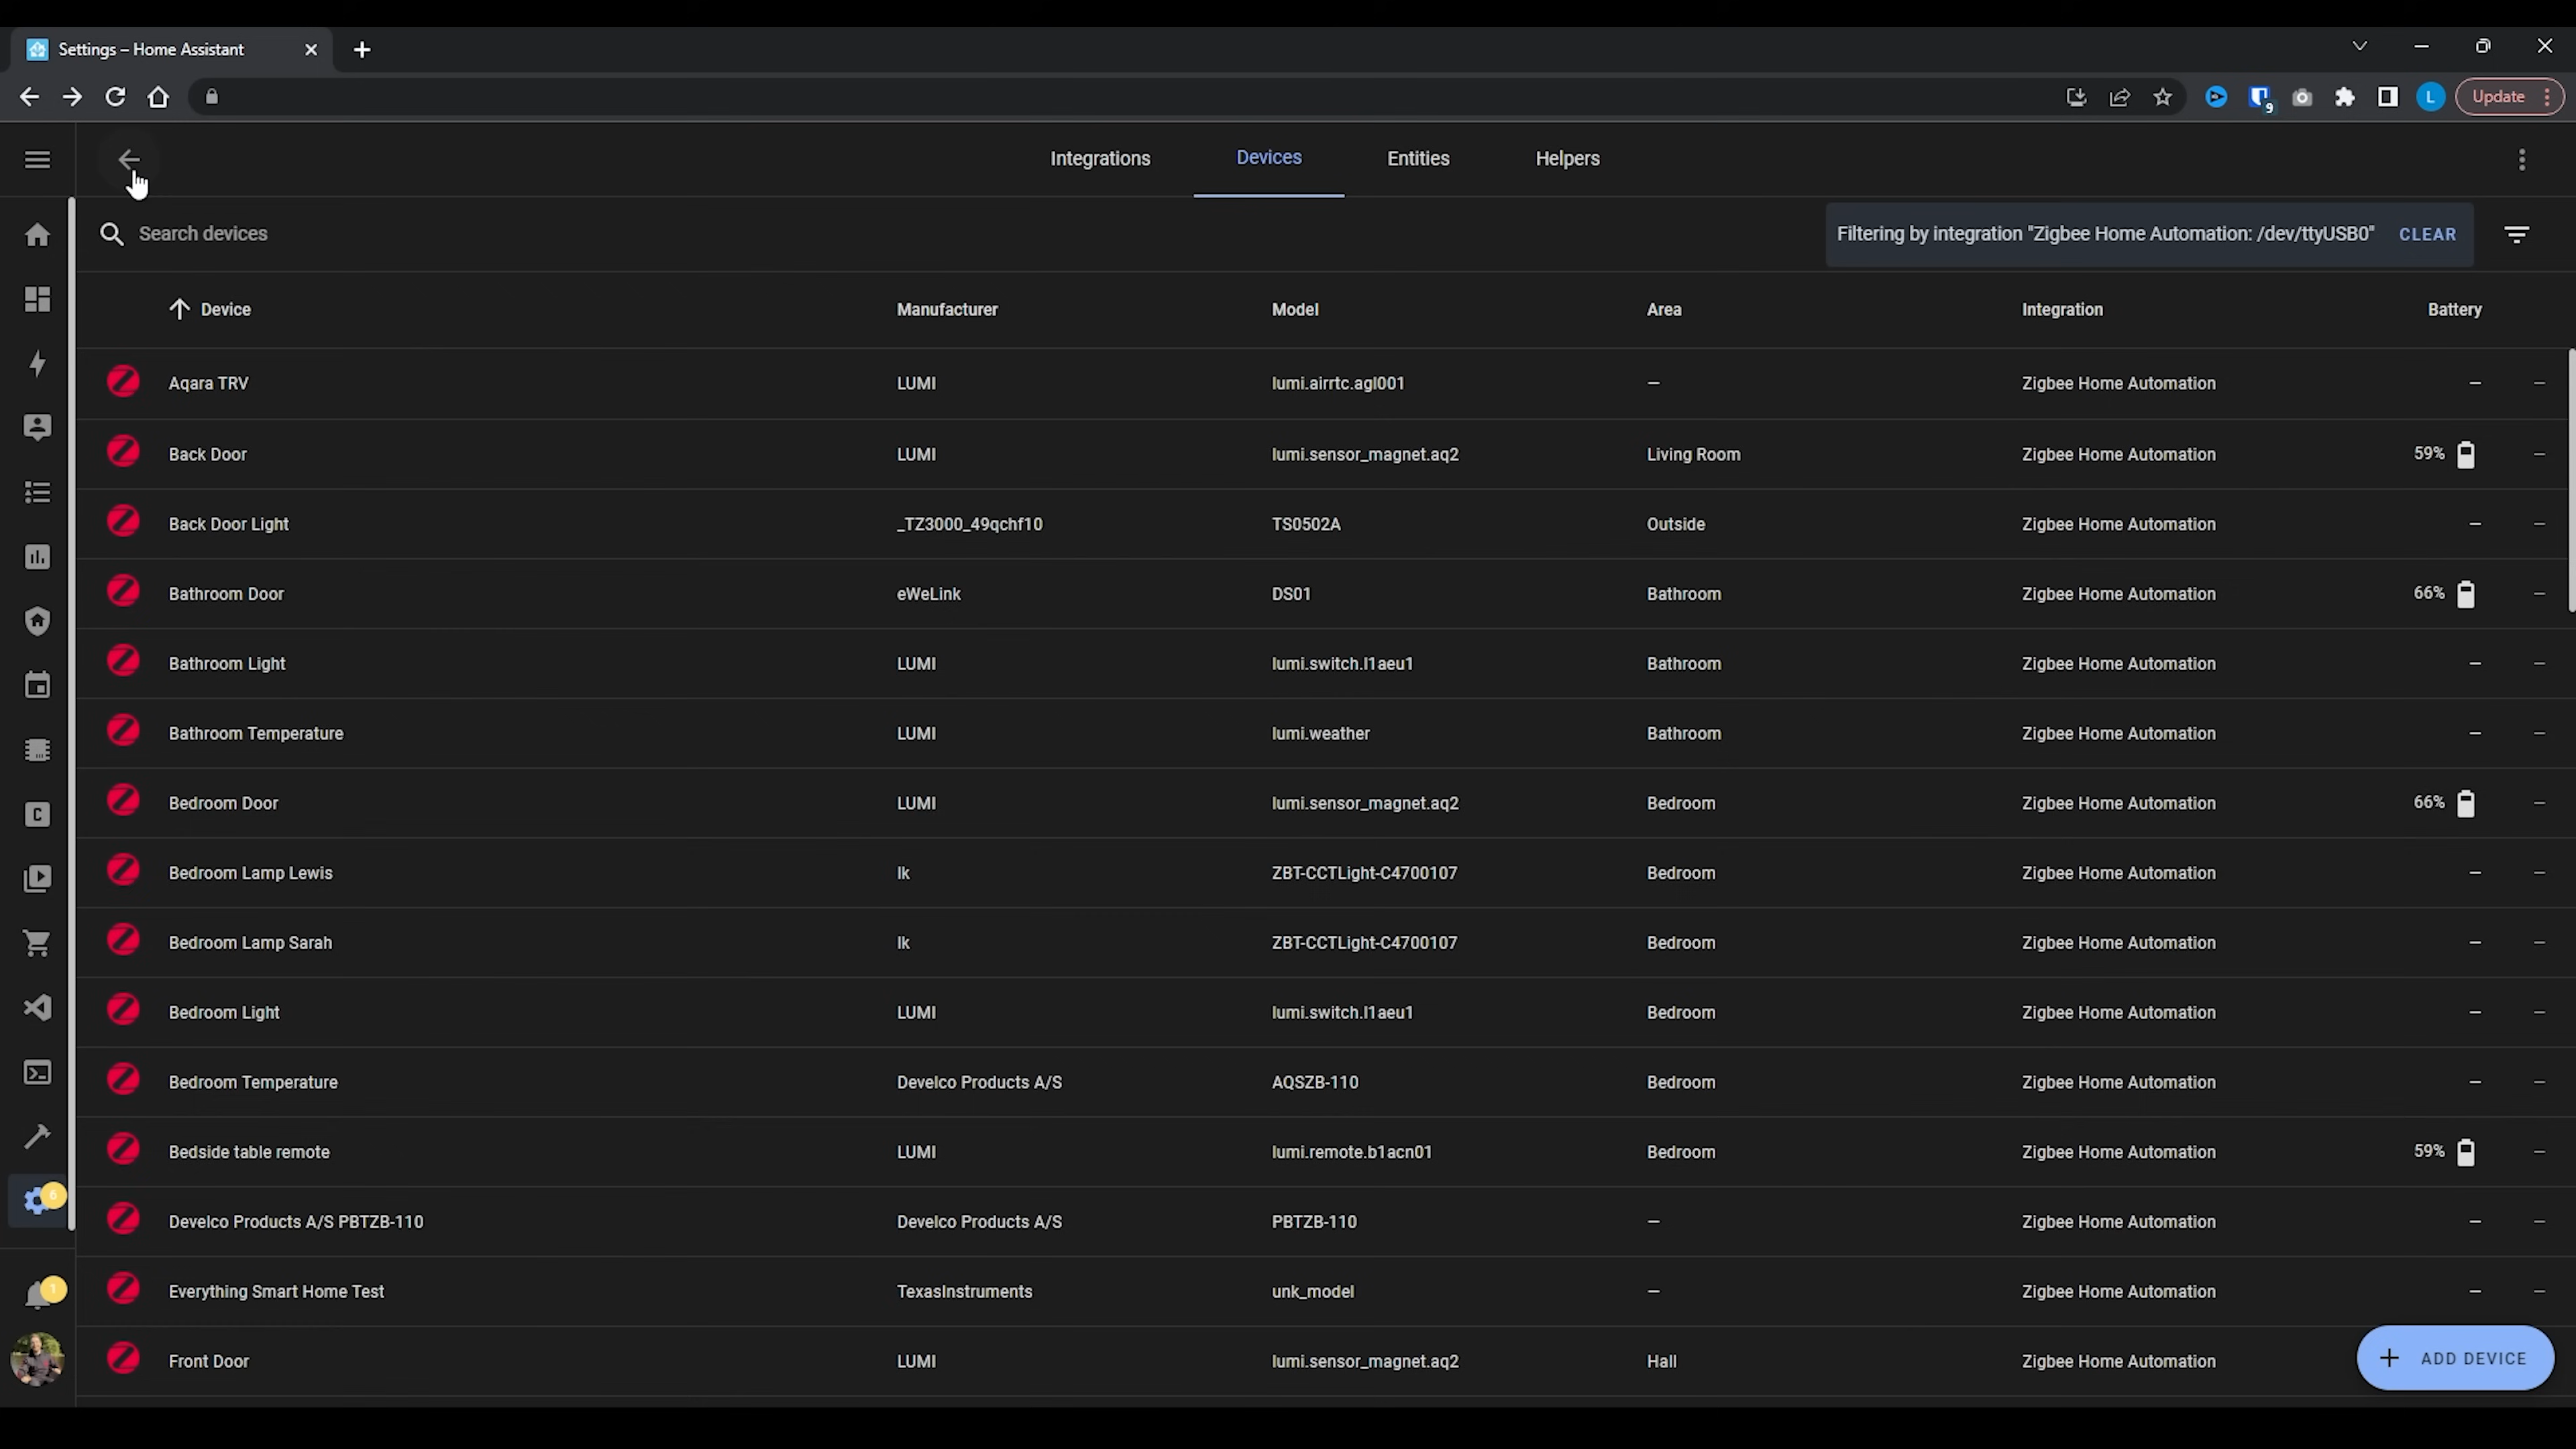 Settings – Home Assistant
L
Update
Integrations Devices Entities Helpers
Search devices
Filtering by integration "Zigbee Home Automation: /dev/ttyUSB0" CLEAR
Device Manufacturer Model Area Integration Battery
Aqara TRV LUMI lumi.airrtc.agl001 – Zigbee Home Automation – –
Back Door LUMI lumi.sensor_magnet.aq2 Living Room Zigbee Home Automation 59% –
Back Door Light _TZ3000_49qchf10 TS0502A Outside Zigbee Home Automation – –
Bathroom Door eWeLink DS01 Bathroom Zigbee Home Automation 66% –
Bathroom Light LUMI lumi.switch.l1aeu1 Bathroom Zigbee Home Automation – –
Bathroom Temperature LUMI lumi.weather Bathroom Zigbee Home Automation – –
Bedroom Door LUMI lumi.sensor_magnet.aq2 Bedroom Zigbee Home Automation 66% –
Bedroom Lamp Lewis lk ZBT-CCTLight-C4700107 Bedroom Zigbee Home Automation – –
Bedroom Lamp Sarah lk ZBT-CCTLight-C4700107 Bedroom Zigbee Home Automation – –
Bedroom Light LUMI lumi.switch.l1aeu1 Bedroom Zigbee Home Automation – –
Bedroom Temperature Develco Products A/S AQSZB-110 Bedroom Zigbee Home Automation – –
Bedside table remote LUMI lumi.remote.b1acn01 Bedroom Zigbee Home Automation 59% –
Develco Products A/S PBTZB-110 Develco Products A/S PBTZB-110 – Zigbee Home Automation – –
Everything Smart Home Test TexasInstruments unk_model – Zigbee Home Automation – –
Front Door LUMI lumi.sensor_magnet.aq2 Hall Zigbee Home Automation
ADD DEVICE
9
C
6
1